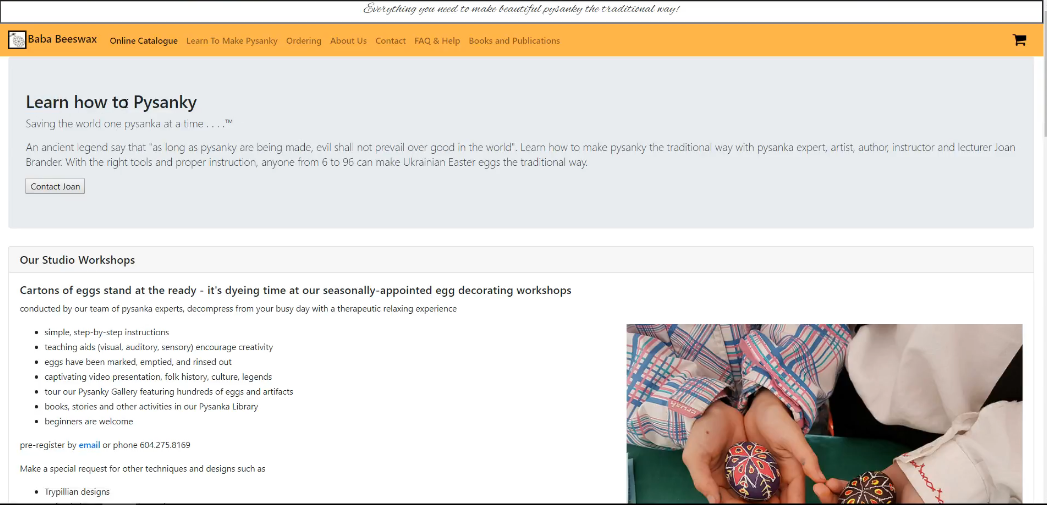 Everything you need to make beautiful pysanky the traditional way!
Baba Beeswax Online Catalogue Learn To Make Pysanky Ordering About Us Contact FAQ & Help Books and Publications
Learn how to Pysanky
Saving the world one pysanka at a time . . . .™
An ancient legend say that "as long as pysanky are being made, evil shall not prevail over good in the world". Learn how to make pysanky the traditional way with pysanka expert, artist, author, instructor and lecturer Joan
Brander. With the right tools and proper instruction, anyone from 6 to 96 can make Ukrainian Easter eggs the traditional way.
Contact Joan
Our Studio Workshops
Cartons of eggs stand at the ready - it's dyeing time at our seasonally-appointed egg decorating workshops
conducted by our team of pysanka experts, decompress from your busy day with a therapeutic relaxing experience
• simple, step-by-step instructions
• teaching aids (visual, auditory, sensory) encourage creativity
• eggs have been marked, emptied, and rinsed out
• captivating video presentation, folk history, culture, legends
• tour our Pysanky Gallery featuring hundreds of eggs and artifacts
• books, stories and other activities in our Pysanka Library
• beginners are welcome
pre-register by email or phone 604.275.8169
Make a special request for other techniques and designs such as
• Trypillian designs